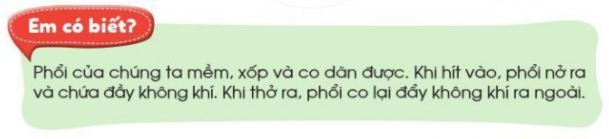 Em có biết?
Phổi của chúng ta mềm, xốp và co dãn được. Khi hít vào, phổi nở ra
và chứa đầy không khí. Khi thở ra, phổi co lại đẩy không khí ra ngoài.